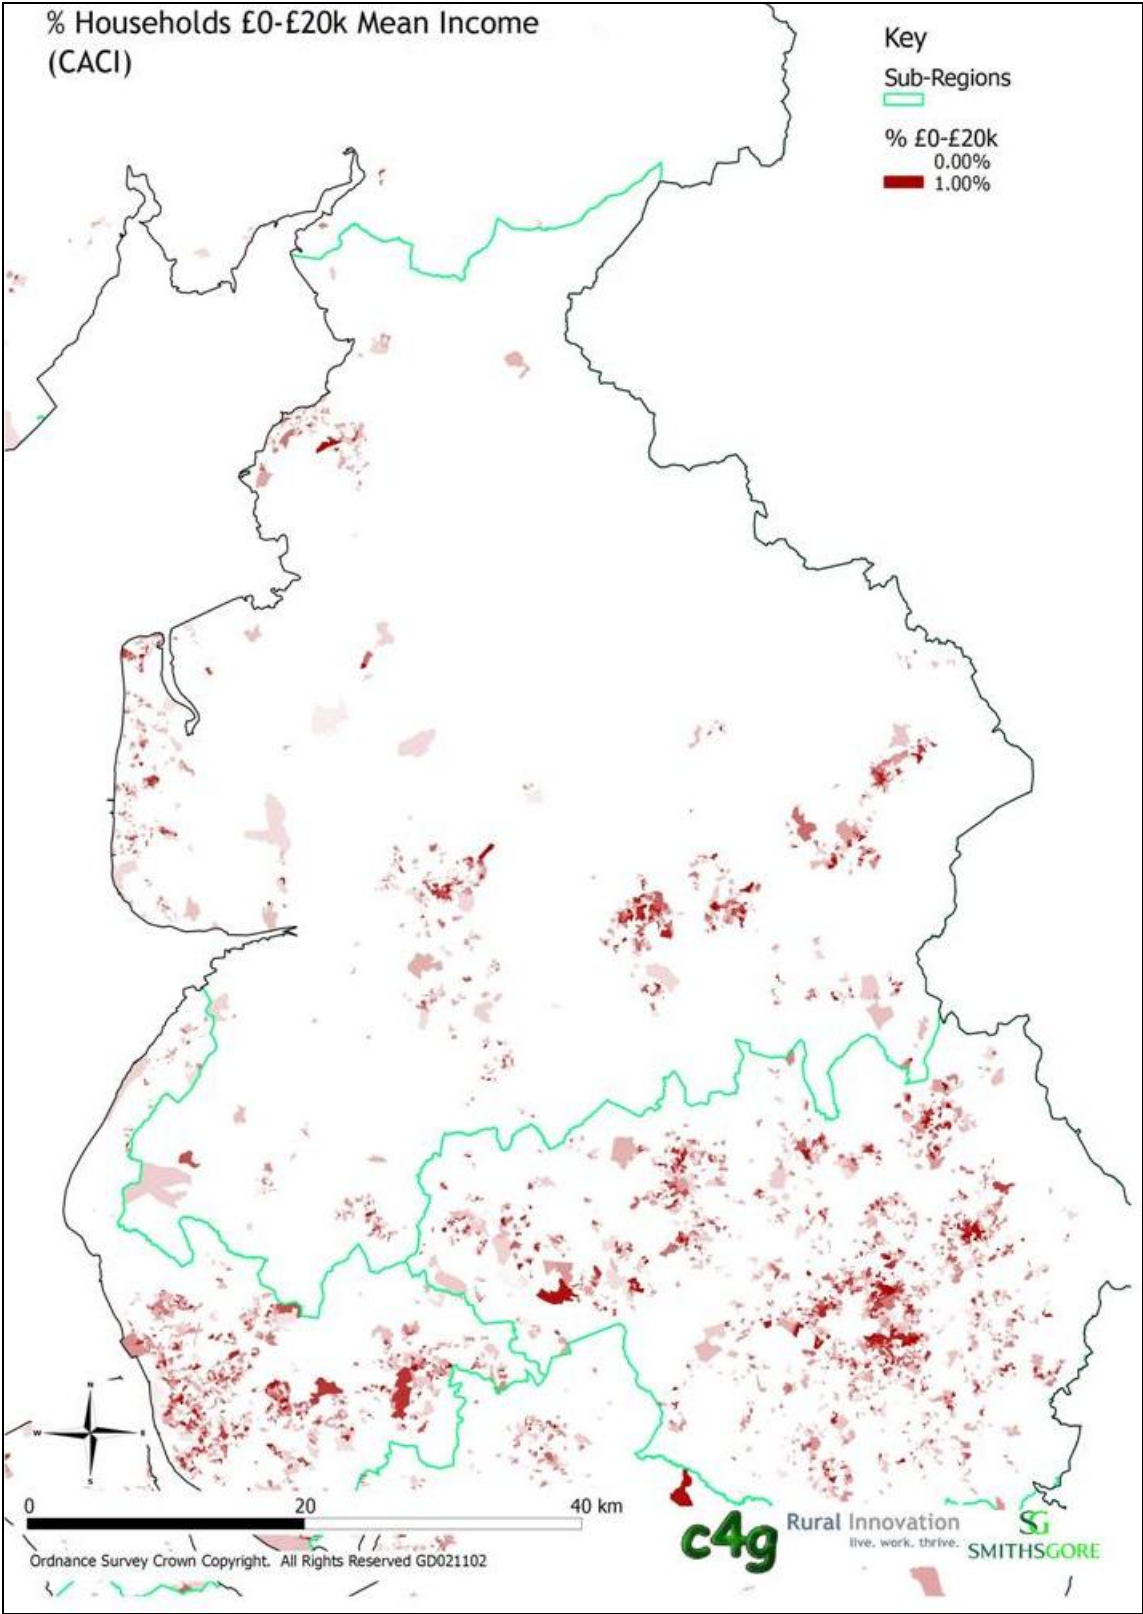 % Households £0-£20k Mean Income
(CACI)
Key
Sub-Regions
% £0-£20k
0.00%
1.00%
N
W
E
S
0 20 40 km
Ordnance Survey Crown Copyright. All Rights Reserved GD021102
c4g
Rural Innovation
live. work. thrive.
SG
SMITHSGORE